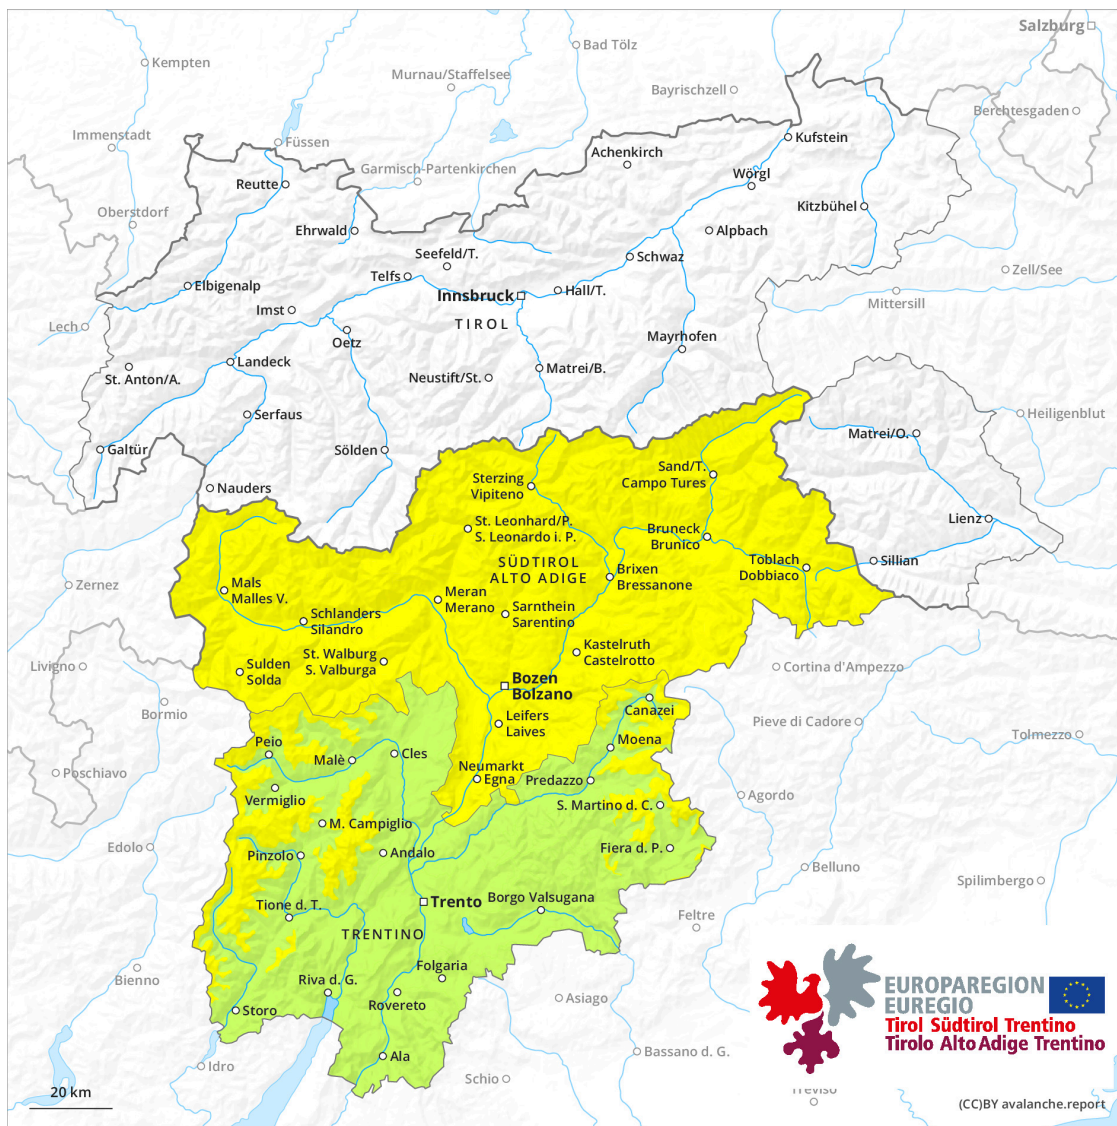 Salzburg
Bad Tölz
Kempten
Murnau/Staffelsee
Bayrischzell
Berchtesgaden
Immenstadt
Füssen
Kufstein
Achenkirch
Garmisch-Partenkirchen
Wörgl
Reutte
Oberstdorf
Kitzbühel
Ehrwald
Alpbach
Seefeld/T.
Schwaz
Zell/See
Telfs
Elbigenalp
Hall/T.
Innsbruck
Mittersill
Imst
TIROL
Lech
Oetz
Mayrhofen
Landeck
Matrei/B.
St. Anton/A.
Neustift/St.
Serfaus
Heiligenblut
Matrei/O.
Galtür
Sölden
Sand/T.
Campo Tures
Sterzing
Vipiteno
Nauders
St. Leonhard/P.
S. Leonardo i. P.
Lienz
Bruneck
Brunico
SÜDTIROL
ALTO ADIGE
Toblach
Dobbiaco
Sillian
Brixen
Bressanone
Zernez
Mals
Malles V.
Meran
Merano
Schlanders
Silandro
Sarnthein
Sarentino
Kastelruth
Castelrotto
St. Walburg
S. Valburga
Livigno
Sulden
Solda
Cortina d'Ampezzo
Bozen
Bolzano
Bormio
Canazei
Leifers
Laives
Pieve di Cadore
Tolmezzo
Peio
Moena
Cles
Malè
Poschiavo
Neumarkt
Egna
Predazzo
Vermiglio
Agordo
S. Martino d. C.
M. Campiglio
Edolo
Fiera d. P.
Pinzolo
Andalo
Belluno
Spilimbergo
Trento
Borgo Valsugana
Tione d. T.
Feltre
TRENTINO
Folgaria
Bienno
Riva d. G.
Asiago
Rovereto
Storo
EUROPAREGION
EUREGIO
Tirol Südtirol Trentino
Tirolo Alto Adige Trentino
Ala
Bassano d. G.
Idro
Schio
Treviso
20 km
(CC)BY avalanche.report